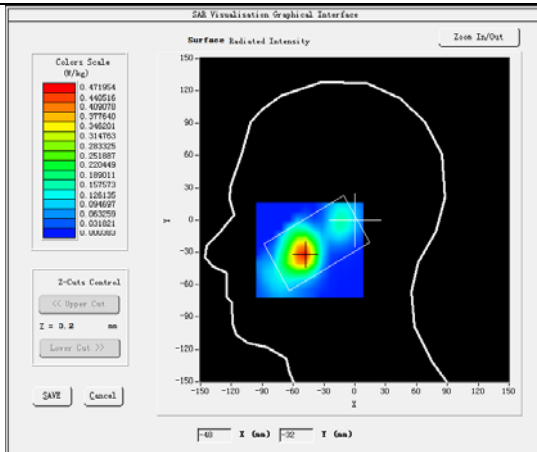 SAR Visualisation Graphical Interface
Surface Radiated Intensity
Zoom In/Out
Colors Scale
(W/kg)
0.471954
0.440516
0.409078
0.377640
0.346201
0.314763
0.283325
0.251887
0.220449
0.189011
0.157573
0.126135
0.094697
0.063259
0.031821
0.000383
Z-Cuts Control
<< Upper Cut
Z = 0.2 mm
Lower Cut >>
SAVE Cancel
150
120
90
60
30
0
Y
-30
-60
-90
-120
-150
-150 -120 -90 -60 -30 0 30 60 90 120 150
X
-48 X (mm) -32 Y (mm)